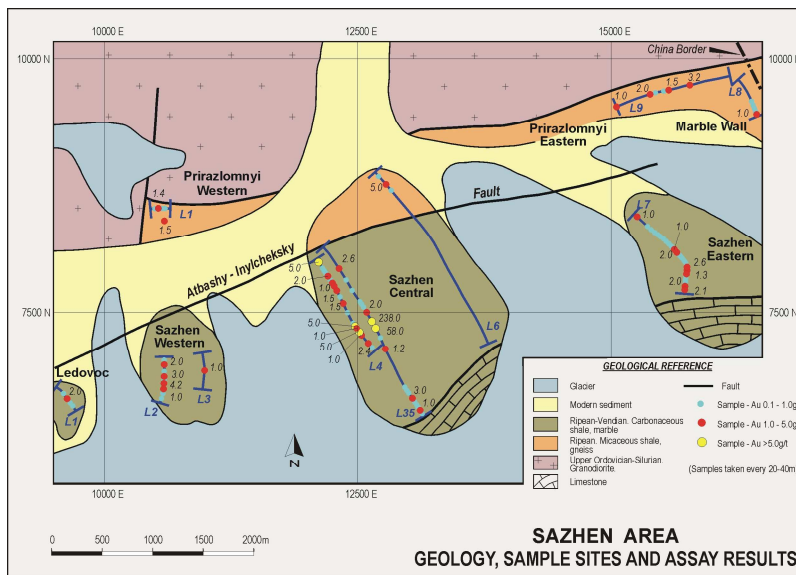 10000 E
12500 E
15000 E
China Border
10000 N
10000 N
1.0
2.0
1.5
3.2
L8
L9
1.0
Prirazlomnyi
Eastern
Marble Wall
Prirazlomnyi
Western
1.4
L1
1.5
5.0
Fault
L7
1.0
1.0
2.0
2.6
1.3
2.0
2.1
Sazhen
Eastern
Atbashy - Inylcheksky
5.0
2.6
2.0
1.0
1.5
1.5
Sazhen
Central
2.0
238.0
58.0
5.0
1.0
5.0
1.0
2.4
L4
1.2
L6
3.0
1.0
L35
7500 N
7500 N
Sazhen
Western
2.0
3.0
4.2
1.0
L2
1.0
L3
Ledovoc
2.0
L1
N
10000 E
12500 E
GEOLOGICAL REFERENCE
Glacier
Fault
Modern sediment
Sample - Au 0.1 - 1.0g
Ripean-Vendian. Carbonaceous
shale, marble
Sample - Au 1.0 - 5.0g
Ripean. Micaceous shale,
gneiss
Sample - Au >5.0g/t
Upper Ordovician-Silurian.
Granodiorite.
(Samples taken every 20-40m
Limestone
0 500 1000 1500 2000m
SAZHEN AREA
GEOLOGY, SAMPLE SITES AND ASSAY RESULTS